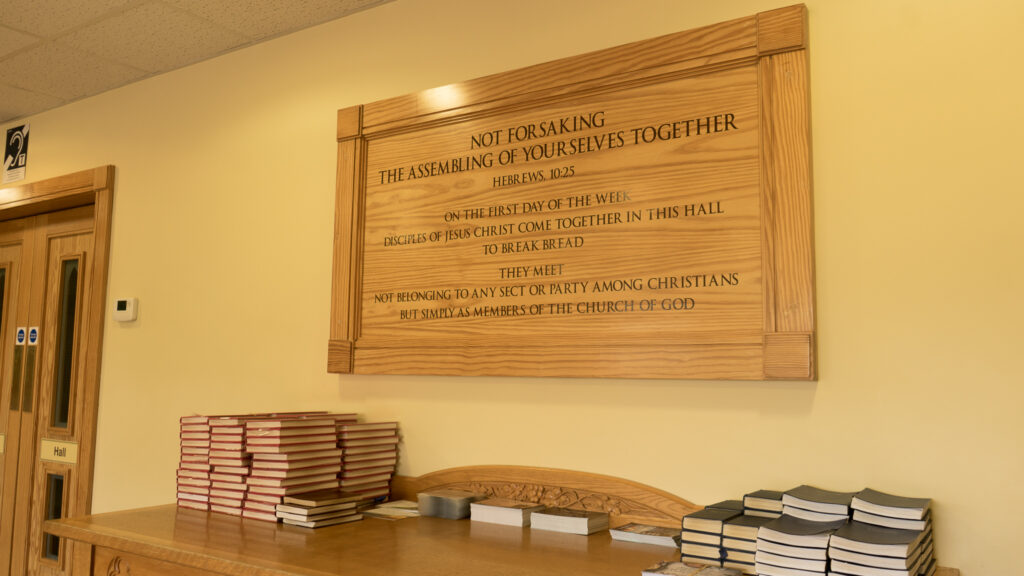 NOT FORSAKING
THE ASSEMBLING OF YOURSELVES TOGETHER
HEBREWS, 10:25
ON THE FIRST DAY OF THE WEEK
DISCIPLES OF JESUS CHRIST COME TOGETHER IN THIS HALL
TO BREAK BREAD
THEY MEET
NOT BELONGING TO ANY SECT OR PARTY AMONG CHRISTIANS
BUT SIMPLY AS MEMBERS OF THE CHURCH OF GOD
Hall